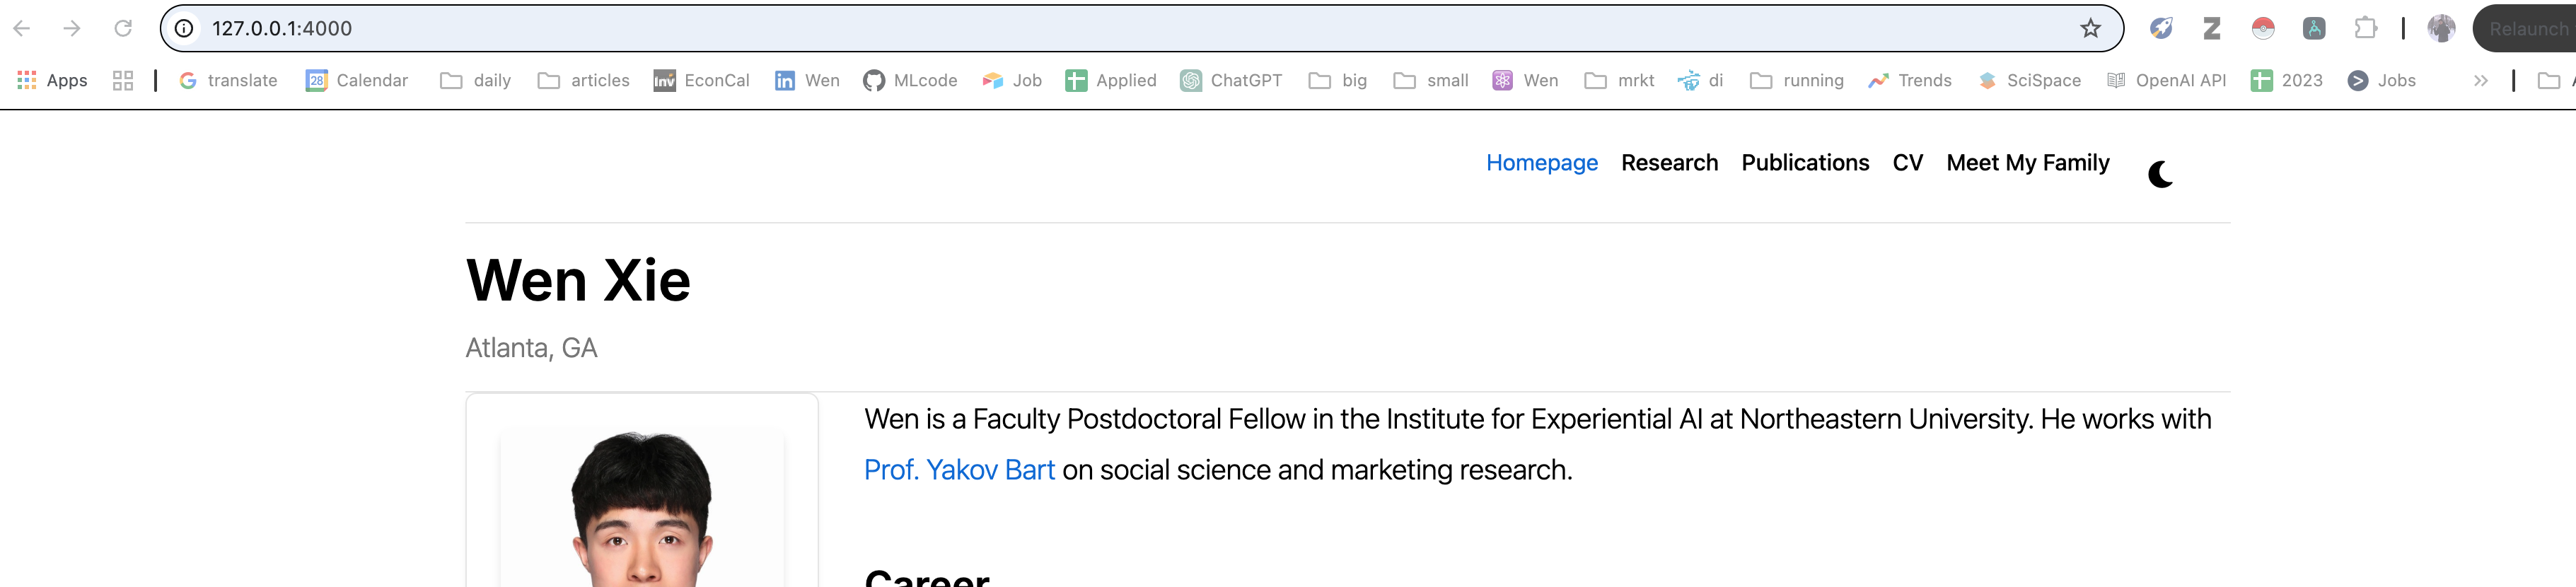 127.0.0.1:4000
Relaunch
Apps translate Calendar daily articles Inv EconCal Wen MLcode Job Applied ChatGPT big small Wen mrkt di running Trends SciSpace OpenAI API 2023 Jobs
Homepage Research Publications CV Meet My Family
Wen Xie
Atlanta, GA
Wen is a Faculty Postdoctoral Fellow in the Institute for Experiential AI at Northeastern University. He works with
Prof. Yakov Bart on social science and marketing research.
Career